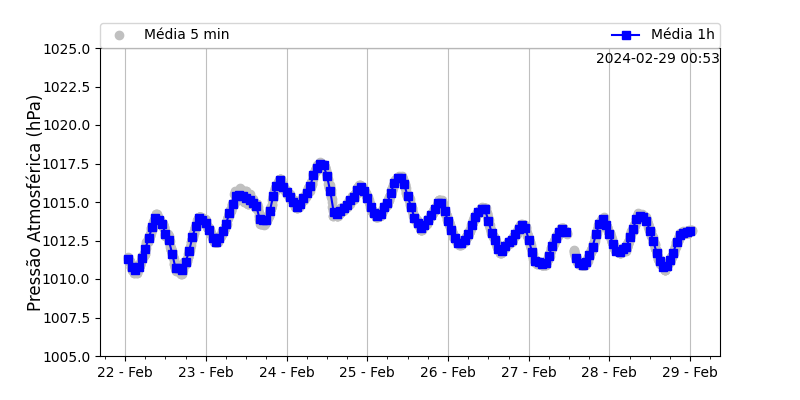 Média 5 min
Média 1h
2024-02-29 00:53
Pressão Atmosférica (hPa)
1025.0
1022.5
1020.0
1017.5
1015.0
1012.5
1010.0
1007.5
1005.0
22 - Feb
23 - Feb
24 - Feb
25 - Feb
26 - Feb
27 - Feb
28 - Feb
29 - Feb